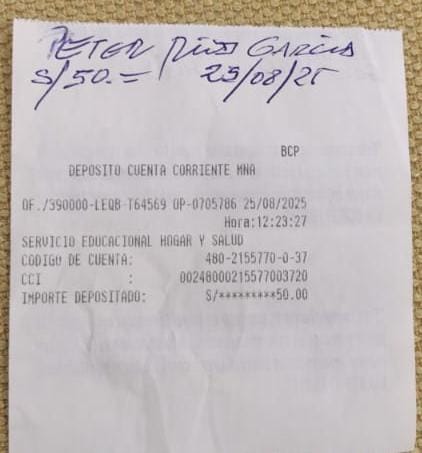 PETER RIOS GARCIA
S/50.= 25/08/25
BCP
DEPOSITO CUENTA CORRIENTE MNA
OF./390000-LEQB-T64569 OP-0705786 25/08/2025
Hora:12:23:27
SERVICIO EDUCACIONAL HOGAR Y SALUD
CODIGO DE CUENTA: 480-2155770-0-37
CCI : 00248000215577003720
IMPORTE DEPOSITADO: S/*********50.00